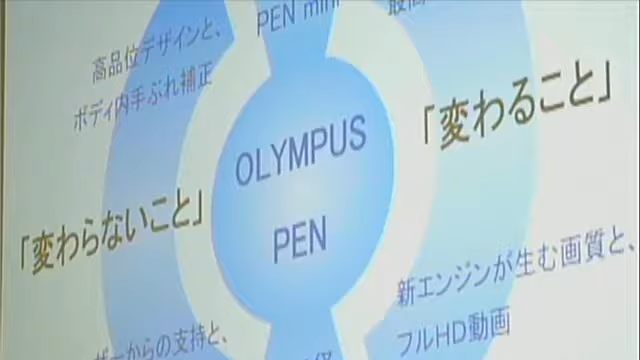 PEN mini
高品位デザインと、
ボディ内手ぶれ補正
「変わること」
OLYMPUS
PEN
「変わらないこと」
新エンジンが生む画質と、
フルHD動画
ーからの支持と、